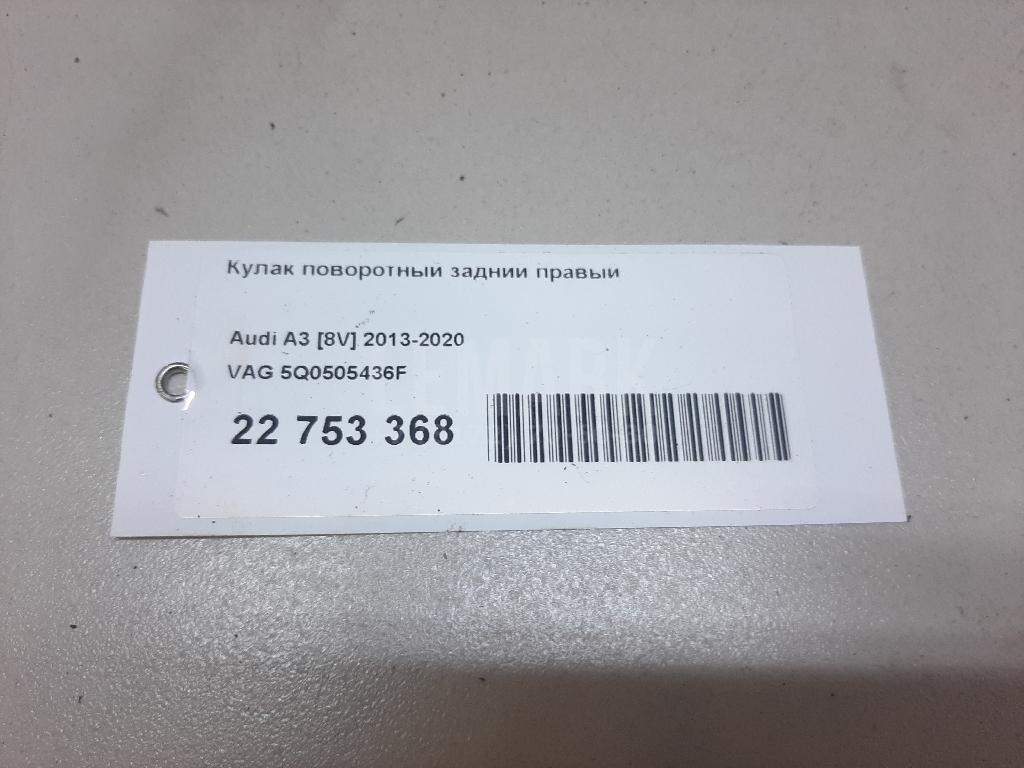 Кулак поворотный задний правый
Audi A3 [8V] 2013-2020
VAG 5Q0505436F
22 753 368